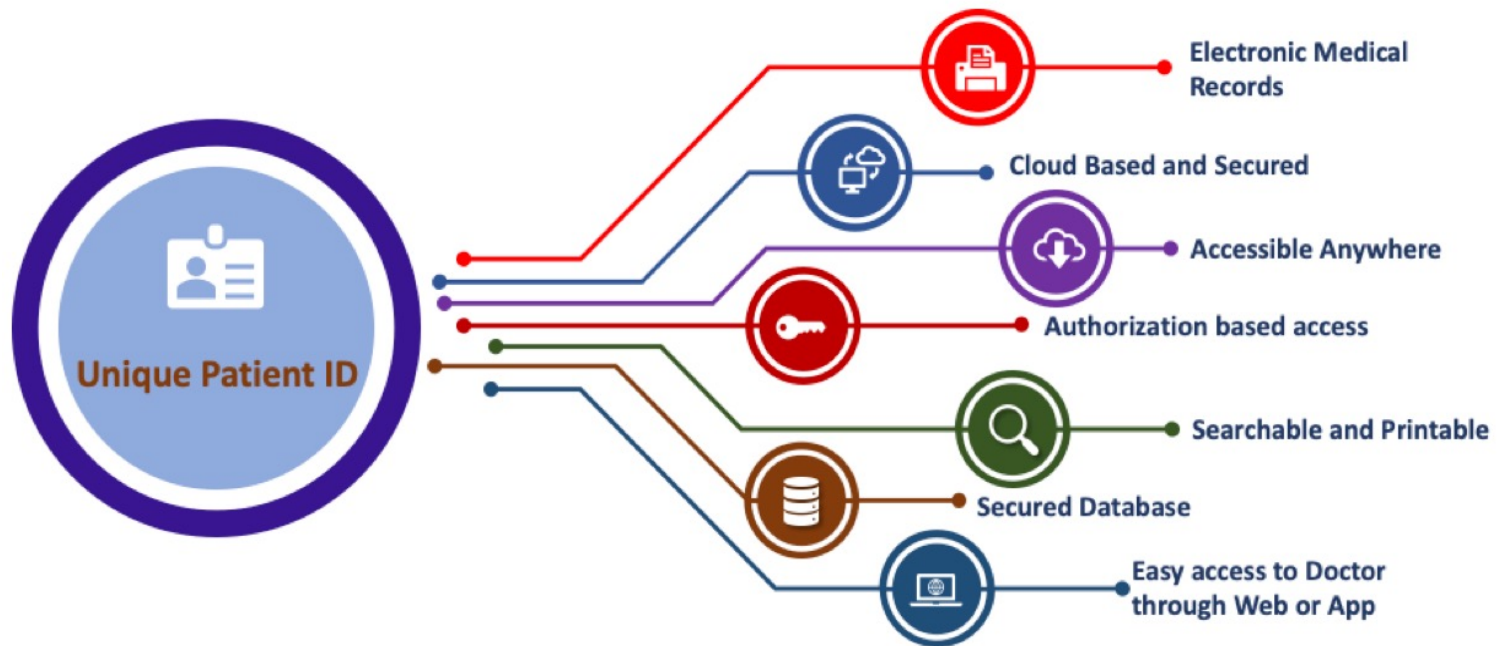 Unique Patient ID
Electronic Medical
Records
Cloud Based and Secured
Accessible Anywhere
Authorization based access
Searchable and Printable
Secured Database
Easy access to Doctor
through Web or App